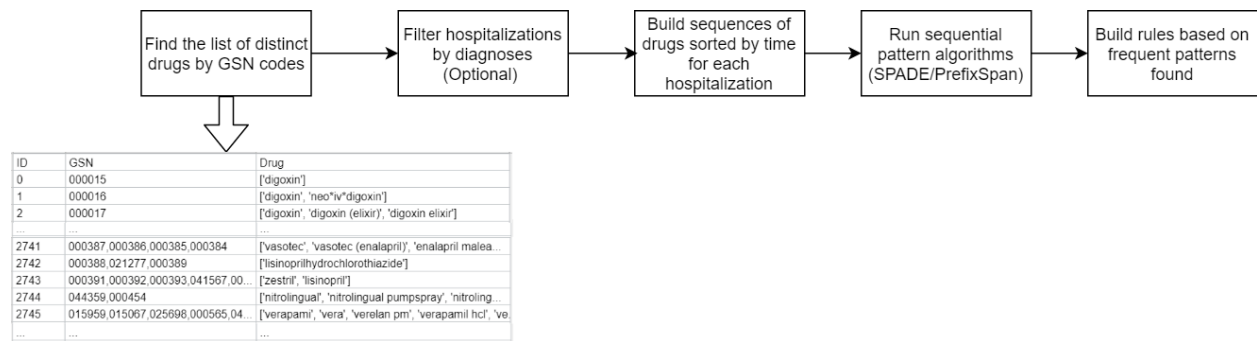 Find the list of distinct
drugs by GSN codes
Filter hospitalizations
by diagnoses
(Optional)
Build sequences of
drugs sorted by time
for each
hospitalization
Run sequential
pattern algorithms
(SPADE/PrefixSpan)
Build rules based on
frequent patterns
found
ID GSN Drug
0 000015 ['digoxin']
1 000016 ['digoxin', 'neo*iv*digoxin']
2 000017 ['digoxin', 'digoxin (elixir)', 'digoxin elixir']
... ... ...
2741 000387,000386,000385,000384 ['vasotec', 'vasotec (enalapril)', 'enalapril malea...
2742 000388,021277,000389 ['lisinoprilhydrochlorothiazide']
2743 000391,000392,000393,041567,00... ['zestril', 'lisinopril']
2744 044359,000454 ['nitrolingual', 'nitrolingual pumpspray', 'nitroling...
2745 015959,015067,025698,000565,04... ['verapami', 'vera', 'verelan pm', 'verapamil hcl', 've.
... ... ...